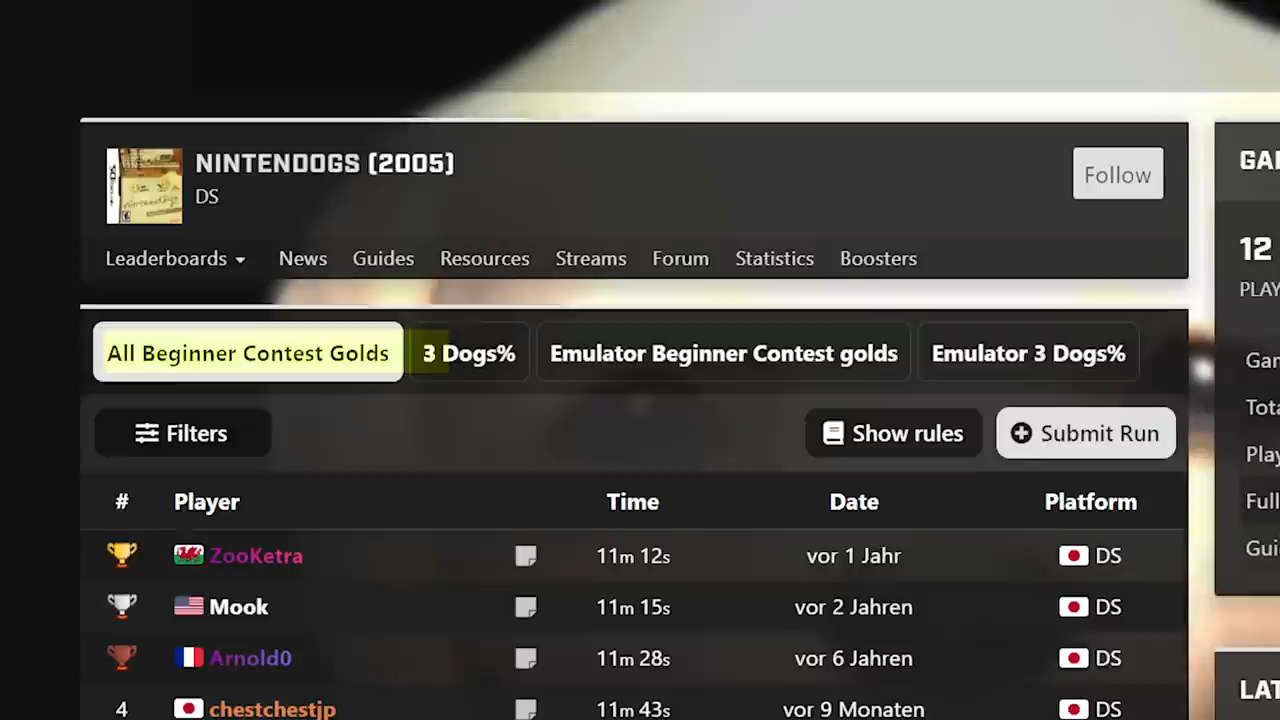 NINTENDOGS (2005)
DS
Follow
Leaderboards
News
Guides
Resources
Streams
Forum
Statistics
Boosters
All Beginner Contest Golds
3 Dogs%
Emulator Beginner Contest golds
Emulator 3 Dogs%
Filters
Show rules
Submit Run
# Player Time Date Platform
ZooKetra 11m 12s vor 1 Jahr DS
Mook 11m 15s vor 2 Jahren DS
Arnold0 11m 28s vor 6 Jahren DS
4 chestchestjp 11m 43s vor 9 Monaten DS
12